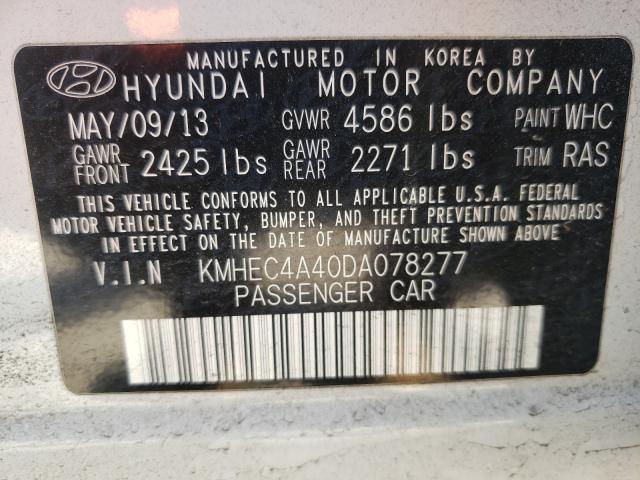 MANUFACTURED IN KOREA BY
HYUNDAI MOTOR COMPANY
MAY/09/13 GVWR 4586 lbs PAINT WHC
GAWR FRONT 2425 lbs GAWR REAR 2271 lbs TRIM RAS
THIS VEHICLE CONFORMS TO ALL APPLICABLE U.S.A. FEDERAL
MOTOR VEHICLE SAFETY, BUMPER, AND THEFT PREVENTION STANDARDS
IN EFFECT ON THE DATE OF MANUFACTURE SHOWN ABOVE
V.I.N KMHEC4A40DA078277
PASSENGER CAR